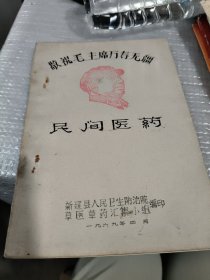 敬祝毛主席万寿无疆
民间医药
新洲县人民卫生防治院
草医草药汇集小组编印
一九六九年四月